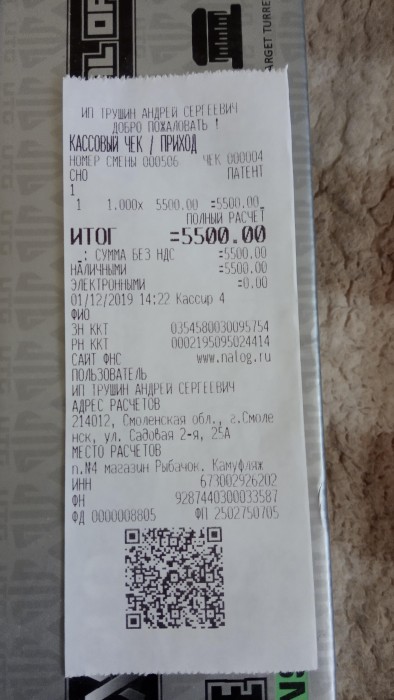 ИП ТРУШИН АНДРЕЙ СЕРГЕЕВИЧ
ДОБРО ПОЖАЛОВАТЬ !
КАССОВЫЙ ЧЕК / ПРИХОД
НОМЕР СМЕНЫ 000506 ЧЕК 000004
СНО ПАТЕНТ
1
1 1.000x 5500.00 =5500.00_
ПОЛНЫЙ РАСЧЕТ
ИТОГ =5500.00
_: СУММА БЕЗ НДС =5500.00
НАЛИЧНЫМИ =5500.00
ЭЛЕКТРОННЫМИ =0.00
01/12/2019 14:22 Кассир 4
ФИО
ЗН ККТ 0354580030095754
РН ККТ 0002195095024414
САЙТ ФНС www.nalog.ru
ПОЛЬЗОВАТЕЛЬ
ИП ТРУШИН АНДРЕЙ СЕРГЕЕВИЧ
АДРЕС РАСЧЕТОВ
214012, Смоленская обл., г.Смоле
нск, ул. Садовая 2-я, 25А
МЕСТО РАСЧЕТОВ
п.№4 магазин Рыбачок, Камуфляж
ИНН 673002926202
ФН 9287440300033587
ФД 0000008805 ФП 2502750705
ARGET TURRE